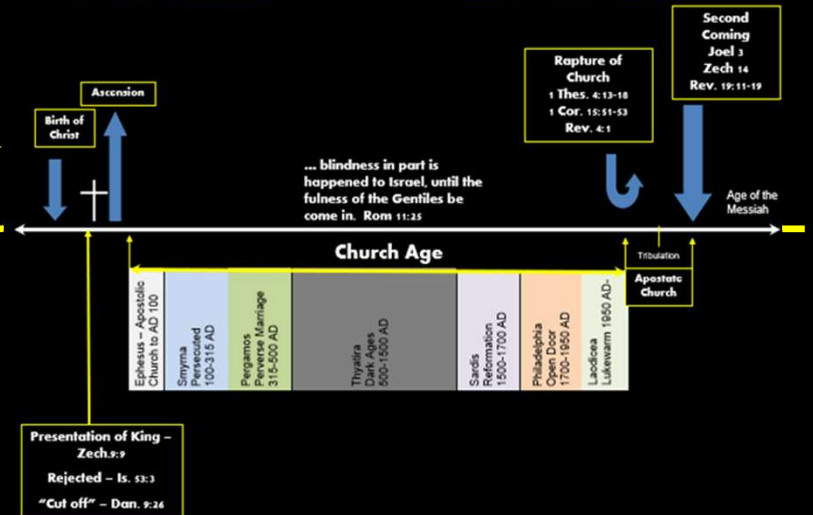 Second
Coming
Joel 3
Zech 14
Rev. 19:11-19
Rapture of
Church
1 Thes. 4:13-18
1 Cor. 15:51-53
Rev. 4:1
Ascension
Birth of
Christ
... blindness in part is
happened to Israel, until the
fulness of the Gentiles be
come in. Rom 11:25
Age of the
Messiah
Church Age
Tribulation
Apostate
Church
Ephesus – Apostolic
Church to AD 100
Smyrna
Persecuted
100-315 AD
Pergamos
Perverse Marriage
315-500 AD
Thyatira
Dark Ages
500-1500 AD
Sardis
Reformation
1500-1700 AD
Philadelphia
Open Door
1700-1950 AD
Laodicea
Lukewarm 1950 AD-
Presentation of King –
Zech.9:9
Rejected – Is. 53:3
"Cut off" – Dan. 9:26